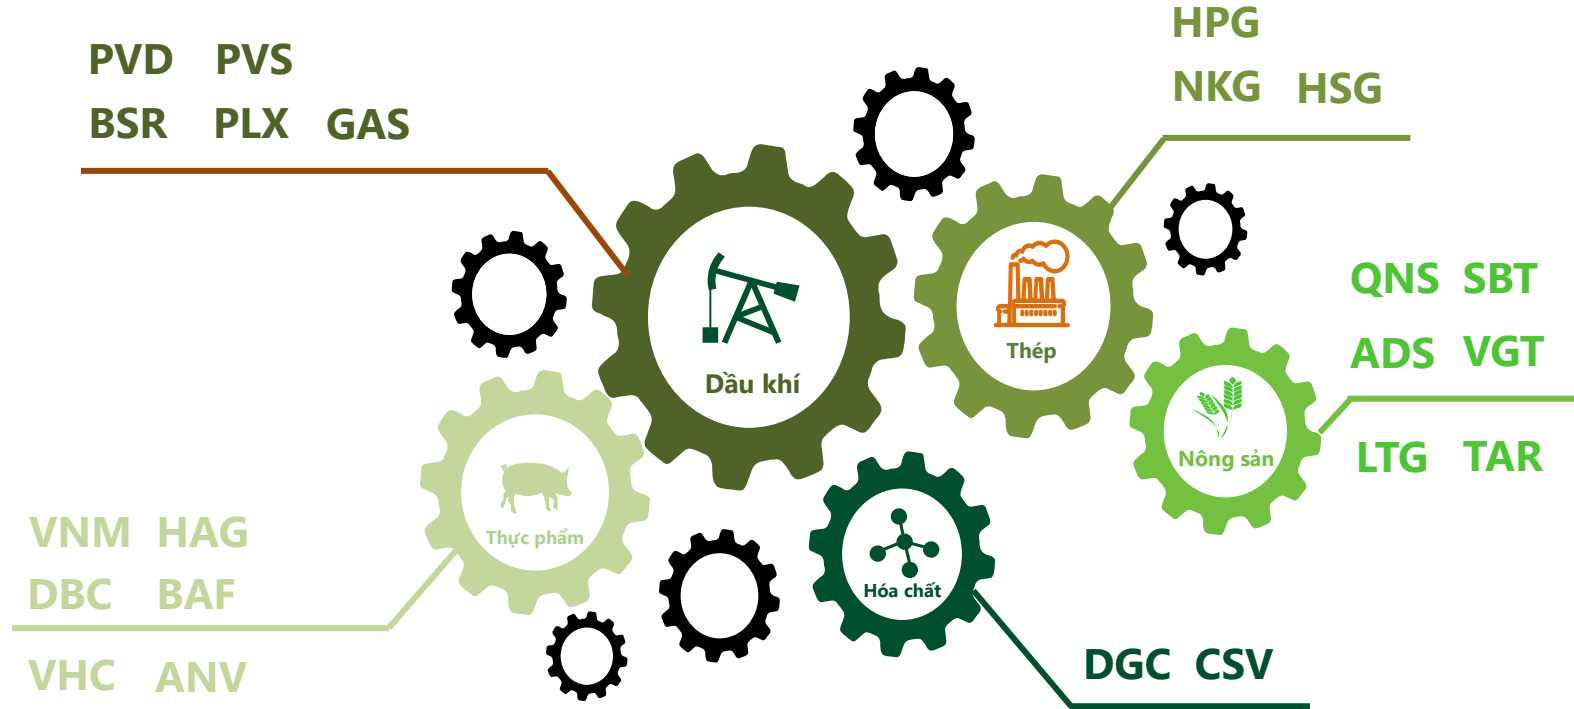 PVD PVS
BSR PLX GAS
HPG
NKG HSG
Dầu khí
Thép
QNS SBT
ADS VGT
LTG TAR
Nông sản
Thực phẩm
VNM HAG
DBC BAF
VHC ANV
Hóa chất
DGC CSV